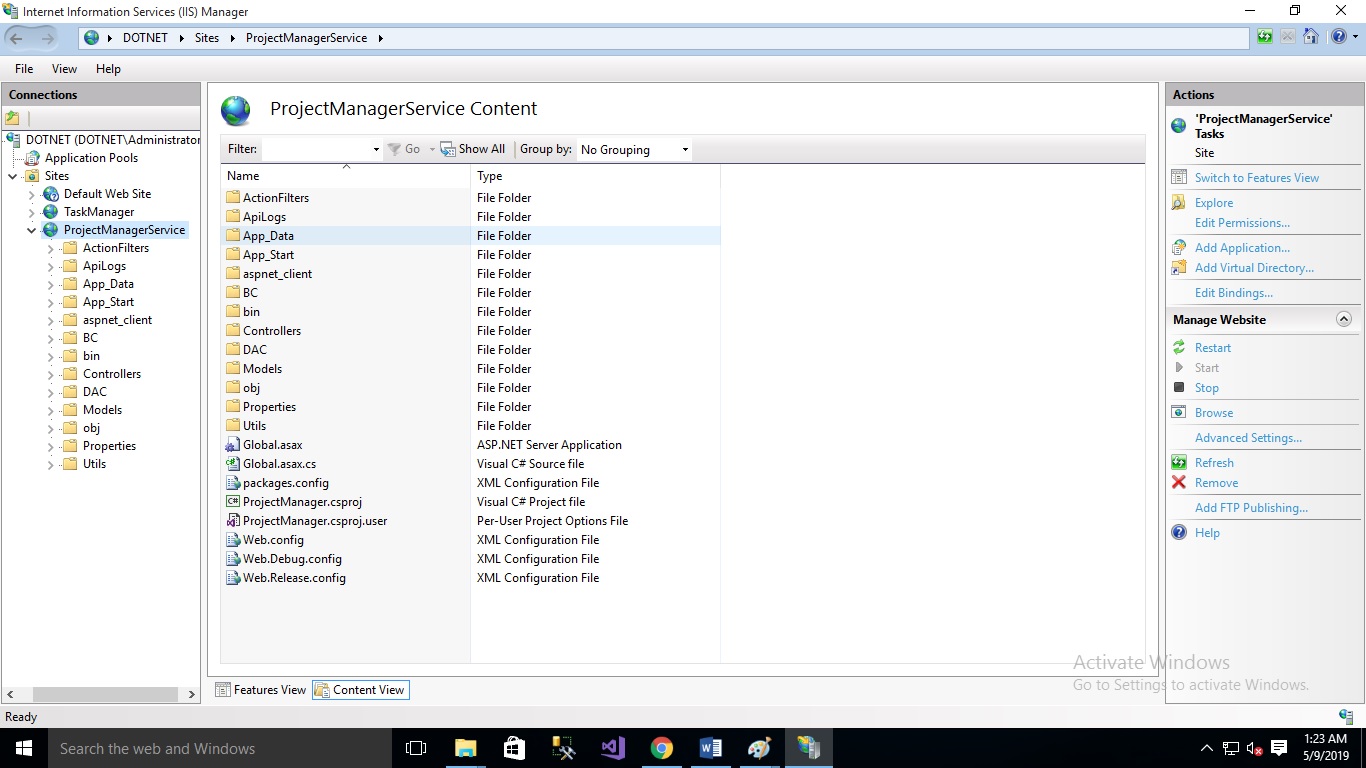 Internet Information Services (IIS) Manager
DOTNET Sites ProjectManagerService
File View Help
Connections
DOTNET (DOTNET\Administrator
Application Pools
Sites
Default Web Site
TaskManager
ProjectManagerService
ActionFilters
ApiLogs
App_Data
App_Start
aspnet_client
BC
bin
Controllers
DAC
Models
obj
Properties
Utils
ProjectManagerService Content
Filter: Go Show All Group by: No Grouping
Name Type
ActionFilters File Folder
ApiLogs File Folder
App_Data File Folder
App_Start File Folder
aspnet_client File Folder
BC File Folder
bin File Folder
Controllers File Folder
DAC File Folder
Models File Folder
obj File Folder
Properties File Folder
Utils File Folder
Global.asax ASP.NET Server Application
Global.asax.cs Visual C# Source file
packages.config XML Configuration File
ProjectManager.csproj Visual C# Project file
ProjectManager.csproj.user Per-User Project Options File
Web.config XML Configuration File
Web.Debug.config XML Configuration File
Web.Release.config XML Configuration File
Features View Content View
Actions
'ProjectManagerService'
Tasks
Site
Switch to Features View
Explore
Edit Permissions...
Add Application...
Add Virtual Directory...
Edit Bindings...
Manage Website
Restart
Start
Stop
Browse
Advanced Settings...
Refresh
Remove
Add FTP Publishing...
Help
Activate Windows
Go to Settings to activate Windows.
Ready
Search the web and Windows
1:23 AM
5/9/2019